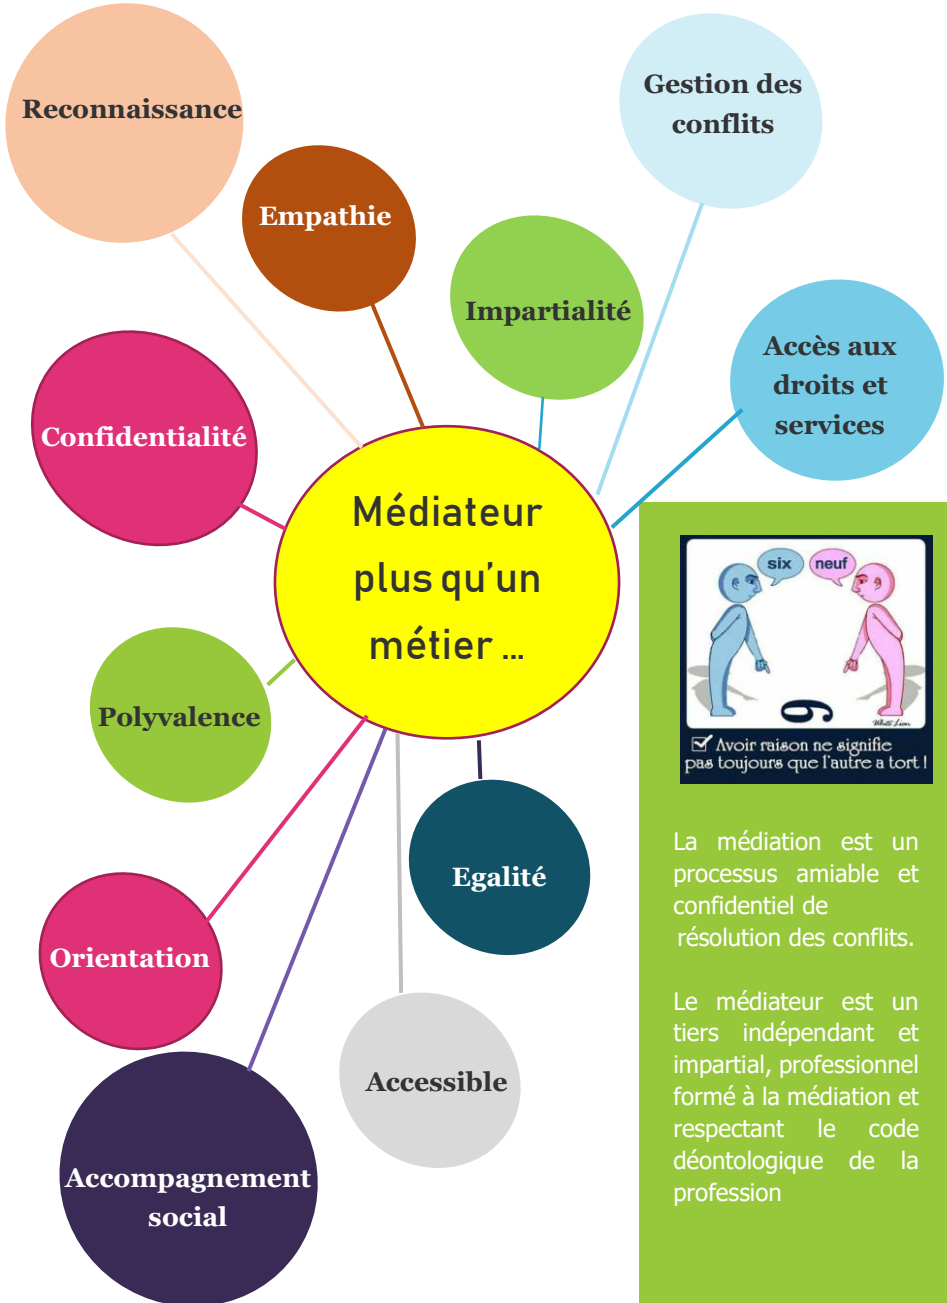 Reconnaissance
Gestion des
conflits
Empathie
Impartialité
Accès aux
droits et
services
Confidentialité
Médiateur
plus qu’un
métier ...
Polyvalence
Egalité
Orientation
Accessible
Accompagnement
social
six
neuf
6
White Lion
☑ Avoir raison ne signifie
pas toujours que l'autre a tort !
La médiation est un
processus amiable et
confidentiel de
résolution des conflits.
Le médiateur est un
tiers indépendant et
impartial, professionnel
formé à la médiation et
respectant le code
déontologique de la
profession